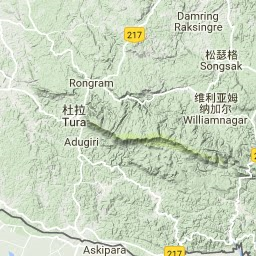 Damring
Raksingre
217
松瑟格
Songsak
Rongram
维利亚姆
纳加尔
Williamnagar
杜拉
Tura
Adugiri
217
217
Askipara